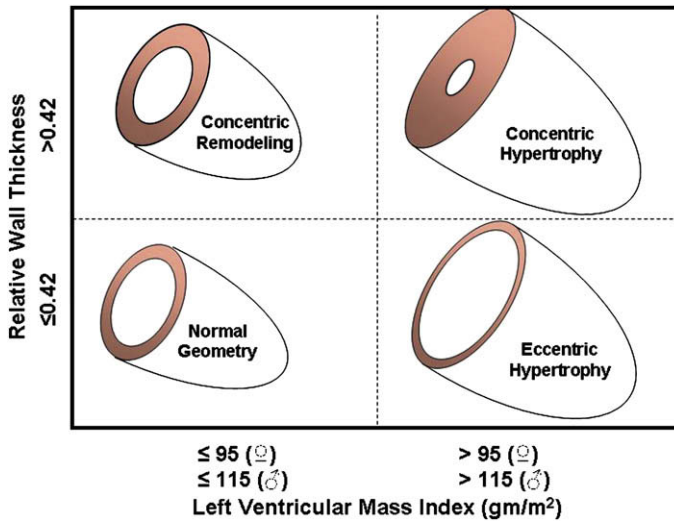 Relative Wall Thickness
>0.42
≤0.42
Concentric
Remodeling
Concentric
Hypertrophy
Normal
Geometry
Eccentric
Hypertrophy
≤ 95 (♀)
≤ 115 (♂)
> 95 (♀)
> 115 (♂)
Left Ventricular Mass Index (gm/m²)